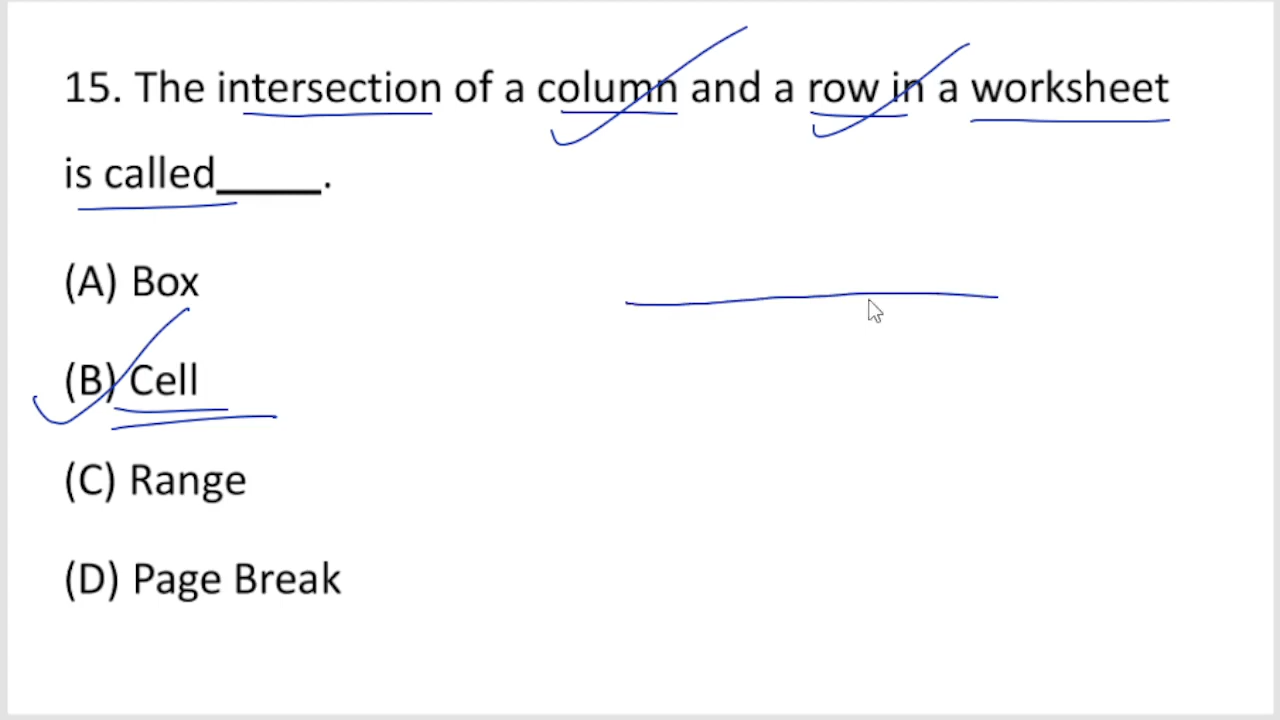 15. The intersection of a column and a row in a worksheet
is called_____.
(A) Box
(B) Cell
(C) Range
(D) Page Break